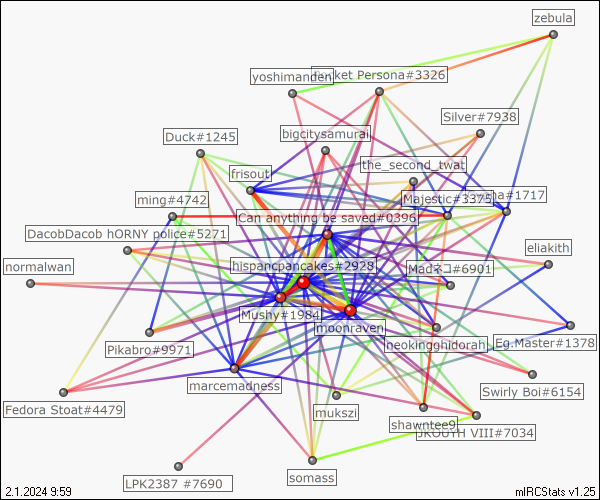 zebula
yoshimanden
Pocket Persona#3326
Silver#7938
bigcitysamurai
Duck#1245
the_second_twat
frisout
ming#4742
Majestic#3375
#1717
Can anything be saved#0396
DacobDacob hORNY police#5271
eliakith
normalwan
hispancpancakes#2928
Madネコ#6901
Mushy#1984
moonraven
neokingghidorah
Eg.Master#1378
Pikabro#9971
marcemadness
Swirly Boi#6154
Fedora Stoat#4479
mukszi
shawntee9
VIII#7034
somass
LPK2387 #7690
2.1.2024 9:59
mIRCStats v1.25